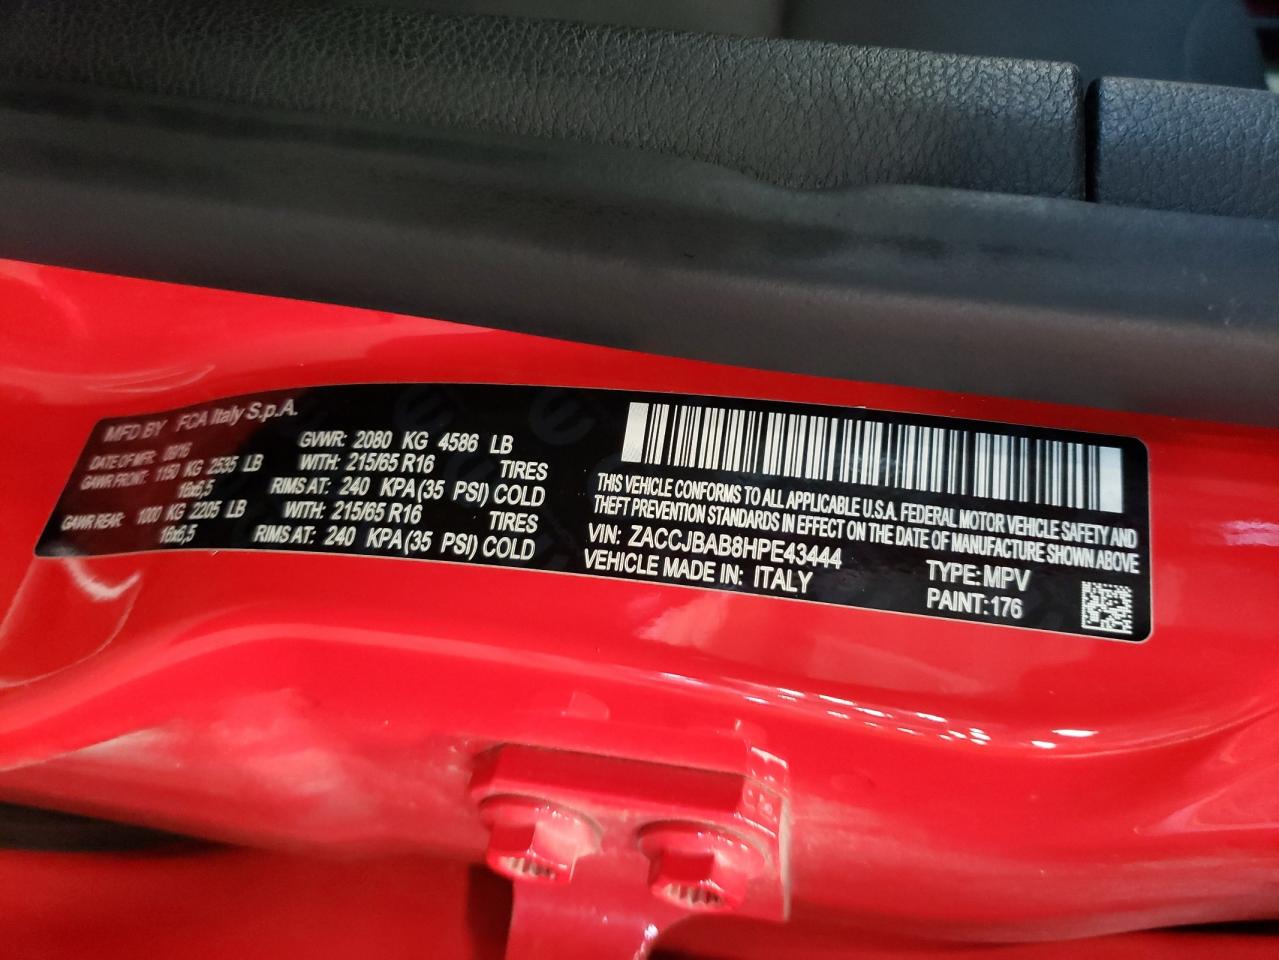 MFD BY FCA Italy S.p.A.
DATE OF MFR. 0916
GAWR FRONT: 1150 KG 2535 LB
16x6,5
GAWR REAR: 1000 KG 2205 LB
16x6,5
GVWR: 2080 KG 4586 LB
WITH: 215/65 R16 TIRES
RIMS AT: 240 KPA (35 PSI) COLD
WITH: 215/65 R16 TIRES
RIMS AT: 240 KPA (35 PSI) COLD
THIS VEHICLE CONFORMS TO ALL APPLICABLE U.S.A. FEDERAL MOTOR VEHICLE SAFETY AND
THEFT PREVENTION STANDARDS IN EFFECT ON THE DATE OF MANUFACTURE SHOWN ABOVE
VIN: ZACCJBAB8HPE43444
VEHICLE MADE IN: ITALY
TYPE: MPV
PAINT: 176